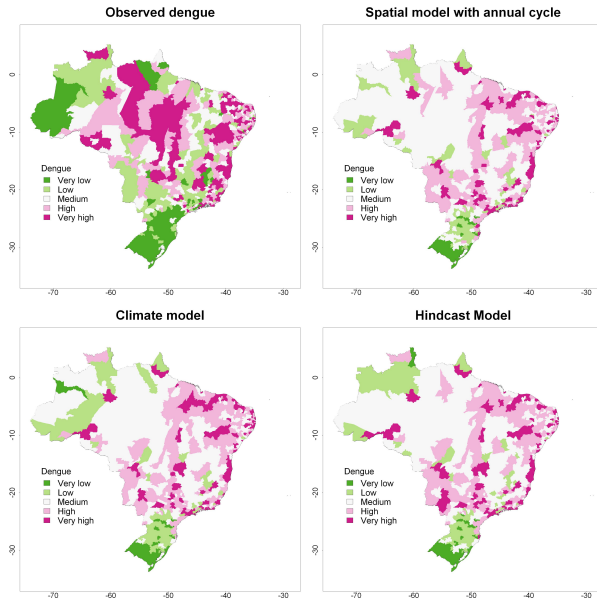 Observed dengue
0
-10
-20
-30
Dengue
Very low
Low
Medium
High
Very high
-70
-60
-50
-40
-30
Spatial model with annual cycle
0
-10
-20
-30
Dengue
Very low
Low
Medium
High
Very high
-70
-60
-50
-40
-30
Climate model
0
-10
-20
-30
Dengue
Very low
Low
Medium
High
Very high
-70
-60
-50
-40
-30
Hindcast Model
0
-10
-20
-30
Dengue
Very low
Low
Medium
High
Very high
-70
-60
-50
-40
-30